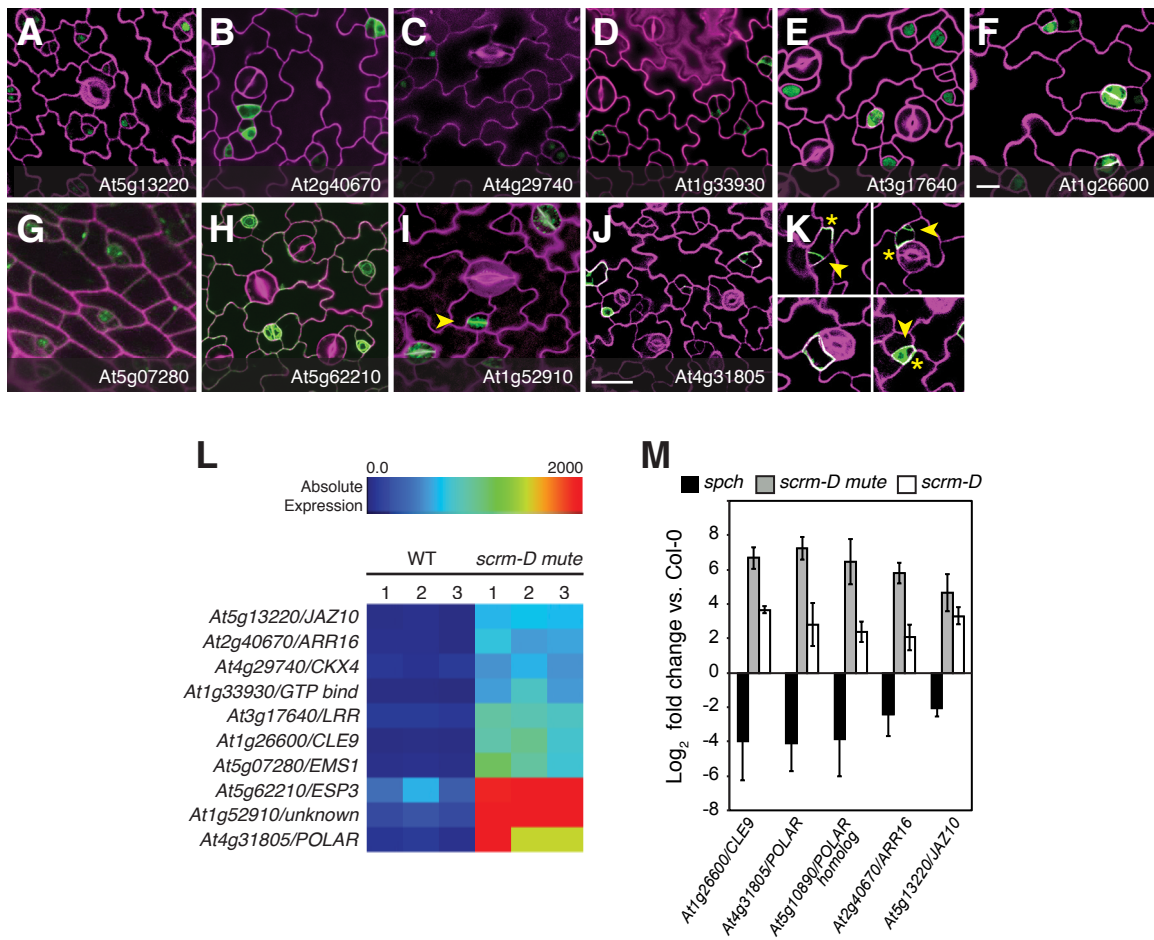 A B C D E F
At5g13220 At2g40670 At4g29740 At1g33930 At3g17640 At1g26600
G H I J K
* *
* *
At5g07280 At5g62210 At1g52910 At4g31805
L
0.0 2000
Absolute
Expression
WT scrm-D mute
1 2 3 1 2 3
At5g13220/JAZ10
At2g40670/ARR16
At4g29740/CKX4
At1g33930/GTP bind
At3g17640/LRR
At1g26600/CLE9
At5g07280/EMS1
At5g62210/ESP3
At1g52910/unknown
At4g31805/POLAR
M
spch scrm-D mute scrm-D
Log2 fold change vs. Col-0
8
6
4
2
0
-2
-4
-6
-8
At1g26600/CLE9
At4g31805/POLAR
At5g10890/POLAR
homolog
At2g40670/ARR16
At5g13220/JAZ10